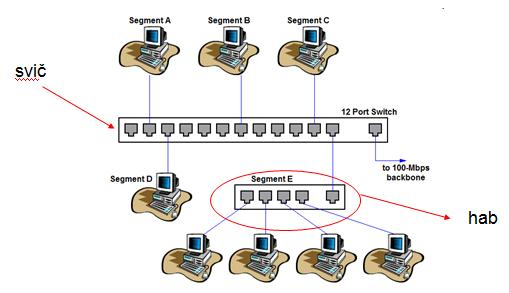 Segment A
Segment B
Segment C
svič
12 Port Switch
to 100-Mbps
backbone
Segment D
Segment E
hab